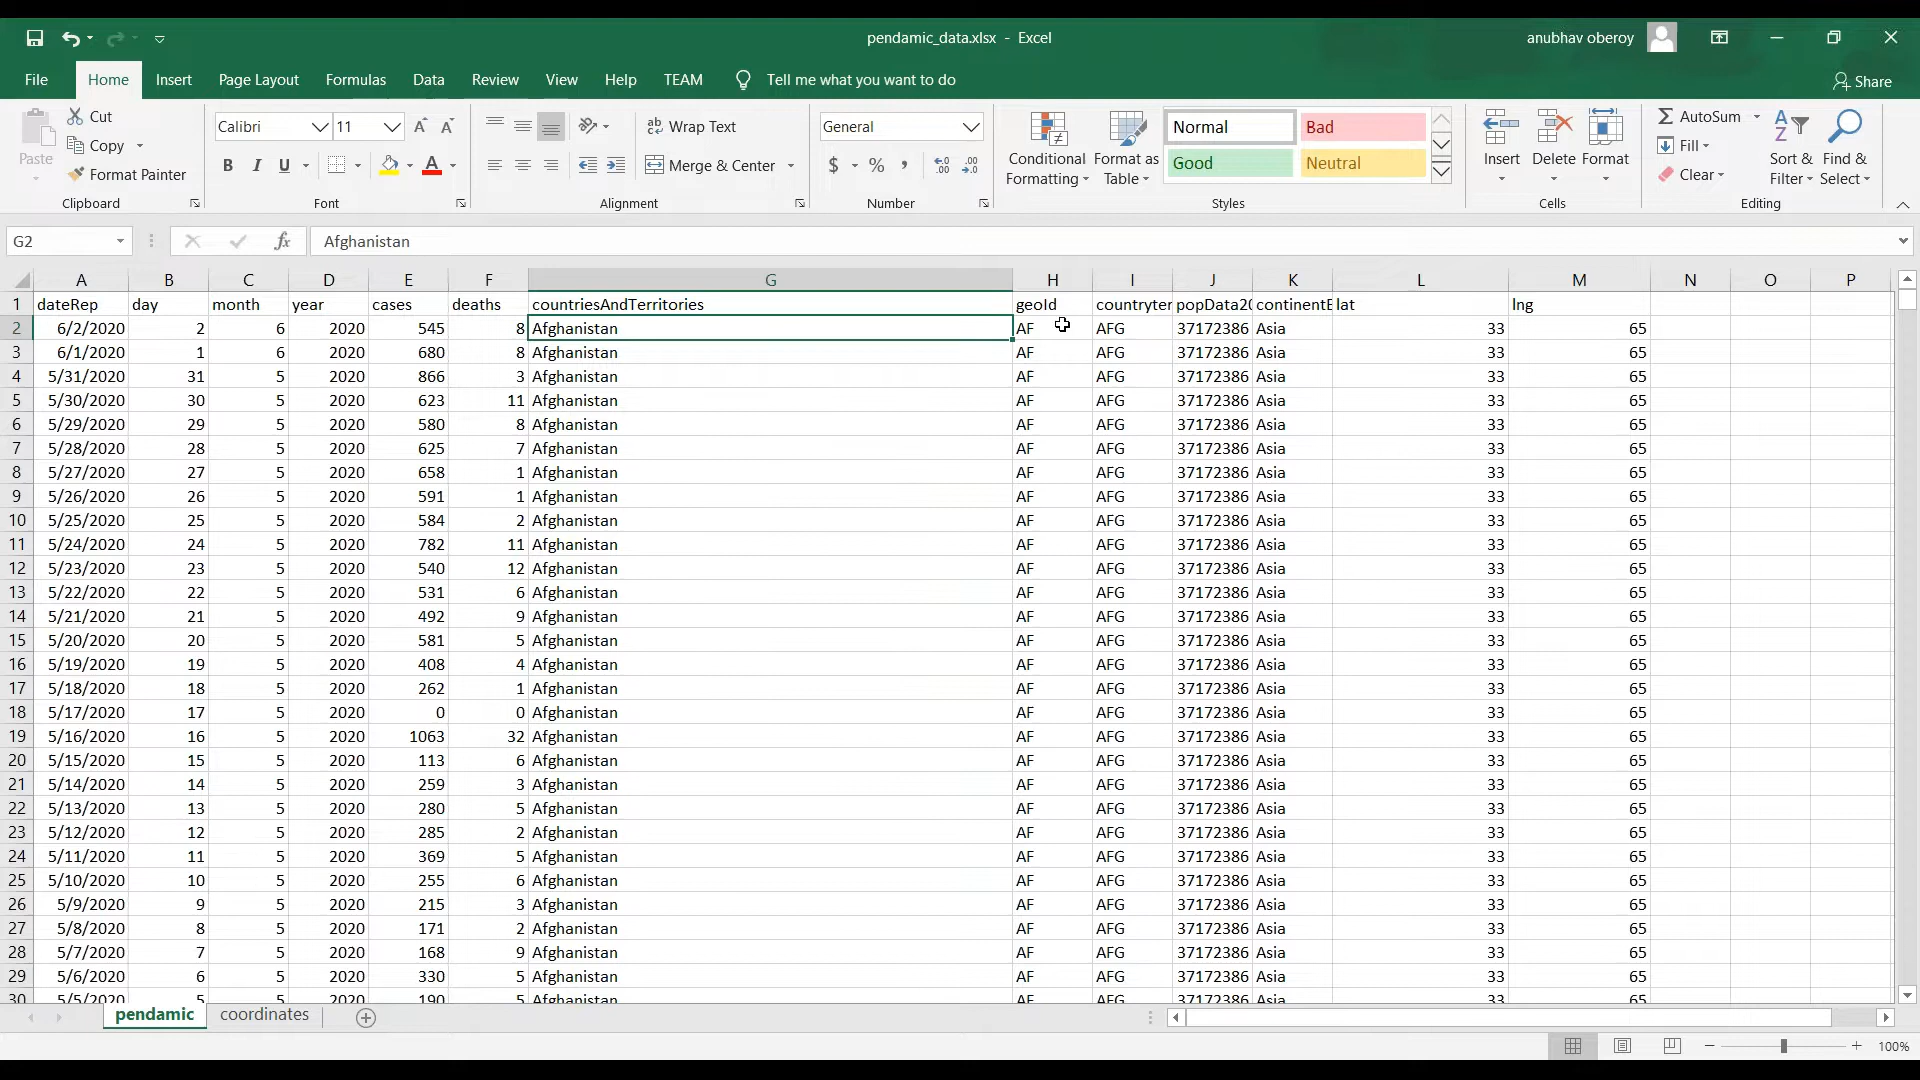 pendamic_data.xlsx - Excel
anubhav oberoy
File Home Insert Page Layout Formulas Data Review View Help TEAM Tell me what you want to do Share
Paste
Cut
Copy
Format Painter
Clipboard
Calibri 11
B I U
Font
Wrap Text
Merge & Center
Alignment
General
$ % ,
Number
Conditional Formatting
Format as Table
Normal Bad
Good Neutral
Styles
Insert Delete Format
Cells
AutoSum
Fill
Clear
Sort & Filter
Find & Select
Editing
G2 fx Afghanistan
A B C D E F G H I J K L M N O P
1 dateRep day month year cases deaths countriesAndTerritories geoId countryter popData20 continentE lat lng
2 6/2/2020 2 6 2020 545 8 Afghanistan AF AFG 37172386 Asia 33 65
3 6/1/2020 1 6 2020 680 8 Afghanistan AF AFG 37172386 Asia 33 65
4 5/31/2020 31 5 2020 866 3 Afghanistan AF AFG 37172386 Asia 33 65
5 5/30/2020 30 5 2020 623 11 Afghanistan AF AFG 37172386 Asia 33 65
6 5/29/2020 29 5 2020 580 8 Afghanistan AF AFG 37172386 Asia 33 65
7 5/28/2020 28 5 2020 625 7 Afghanistan AF AFG 37172386 Asia 33 65
8 5/27/2020 27 5 2020 658 1 Afghanistan AF AFG 37172386 Asia 33 65
9 5/26/2020 26 5 2020 591 1 Afghanistan AF AFG 37172386 Asia 33 65
10 5/25/2020 25 5 2020 584 2 Afghanistan AF AFG 37172386 Asia 33 65
11 5/24/2020 24 5 2020 782 11 Afghanistan AF AFG 37172386 Asia 33 65
12 5/23/2020 23 5 2020 540 12 Afghanistan AF AFG 37172386 Asia 33 65
13 5/22/2020 22 5 2020 531 6 Afghanistan AF AFG 37172386 Asia 33 65
14 5/21/2020 21 5 2020 492 9 Afghanistan AF AFG 37172386 Asia 33 65
15 5/20/2020 20 5 2020 581 5 Afghanistan AF AFG 37172386 Asia 33 65
16 5/19/2020 19 5 2020 408 4 Afghanistan AF AFG 37172386 Asia 33 65
17 5/18/2020 18 5 2020 262 1 Afghanistan AF AFG 37172386 Asia 33 65
18 5/17/2020 17 5 2020 0 0 Afghanistan AF AFG 37172386 Asia 33 65
19 5/16/2020 16 5 2020 1063 32 Afghanistan AF AFG 37172386 Asia 33 65
20 5/15/2020 15 5 2020 113 6 Afghanistan AF AFG 37172386 Asia 33 65
21 5/14/2020 14 5 2020 259 3 Afghanistan AF AFG 37172386 Asia 33 65
22 5/13/2020 13 5 2020 280 5 Afghanistan AF AFG 37172386 Asia 33 65
23 5/12/2020 12 5 2020 285 2 Afghanistan AF AFG 37172386 Asia 33 65
24 5/11/2020 11 5 2020 369 5 Afghanistan AF AFG 37172386 Asia 33 65
25 5/10/2020 10 5 2020 255 6 Afghanistan AF AFG 37172386 Asia 33 65
26 5/9/2020 9 5 2020 215 3 Afghanistan AF AFG 37172386 Asia 33 65
27 5/8/2020 8 5 2020 171 2 Afghanistan AF AFG 37172386 Asia 33 65
28 5/7/2020 7 5 2020 168 9 Afghanistan AF AFG 37172386 Asia 33 65
29 5/6/2020 6 5 2020 330 5 Afghanistan AF AFG 37172386 Asia 33 65
30 5/5/2020 5 5 2020 190 5 Afghanistan AF AFG 37172386 Asia 33 65
pendamic coordinates
100%